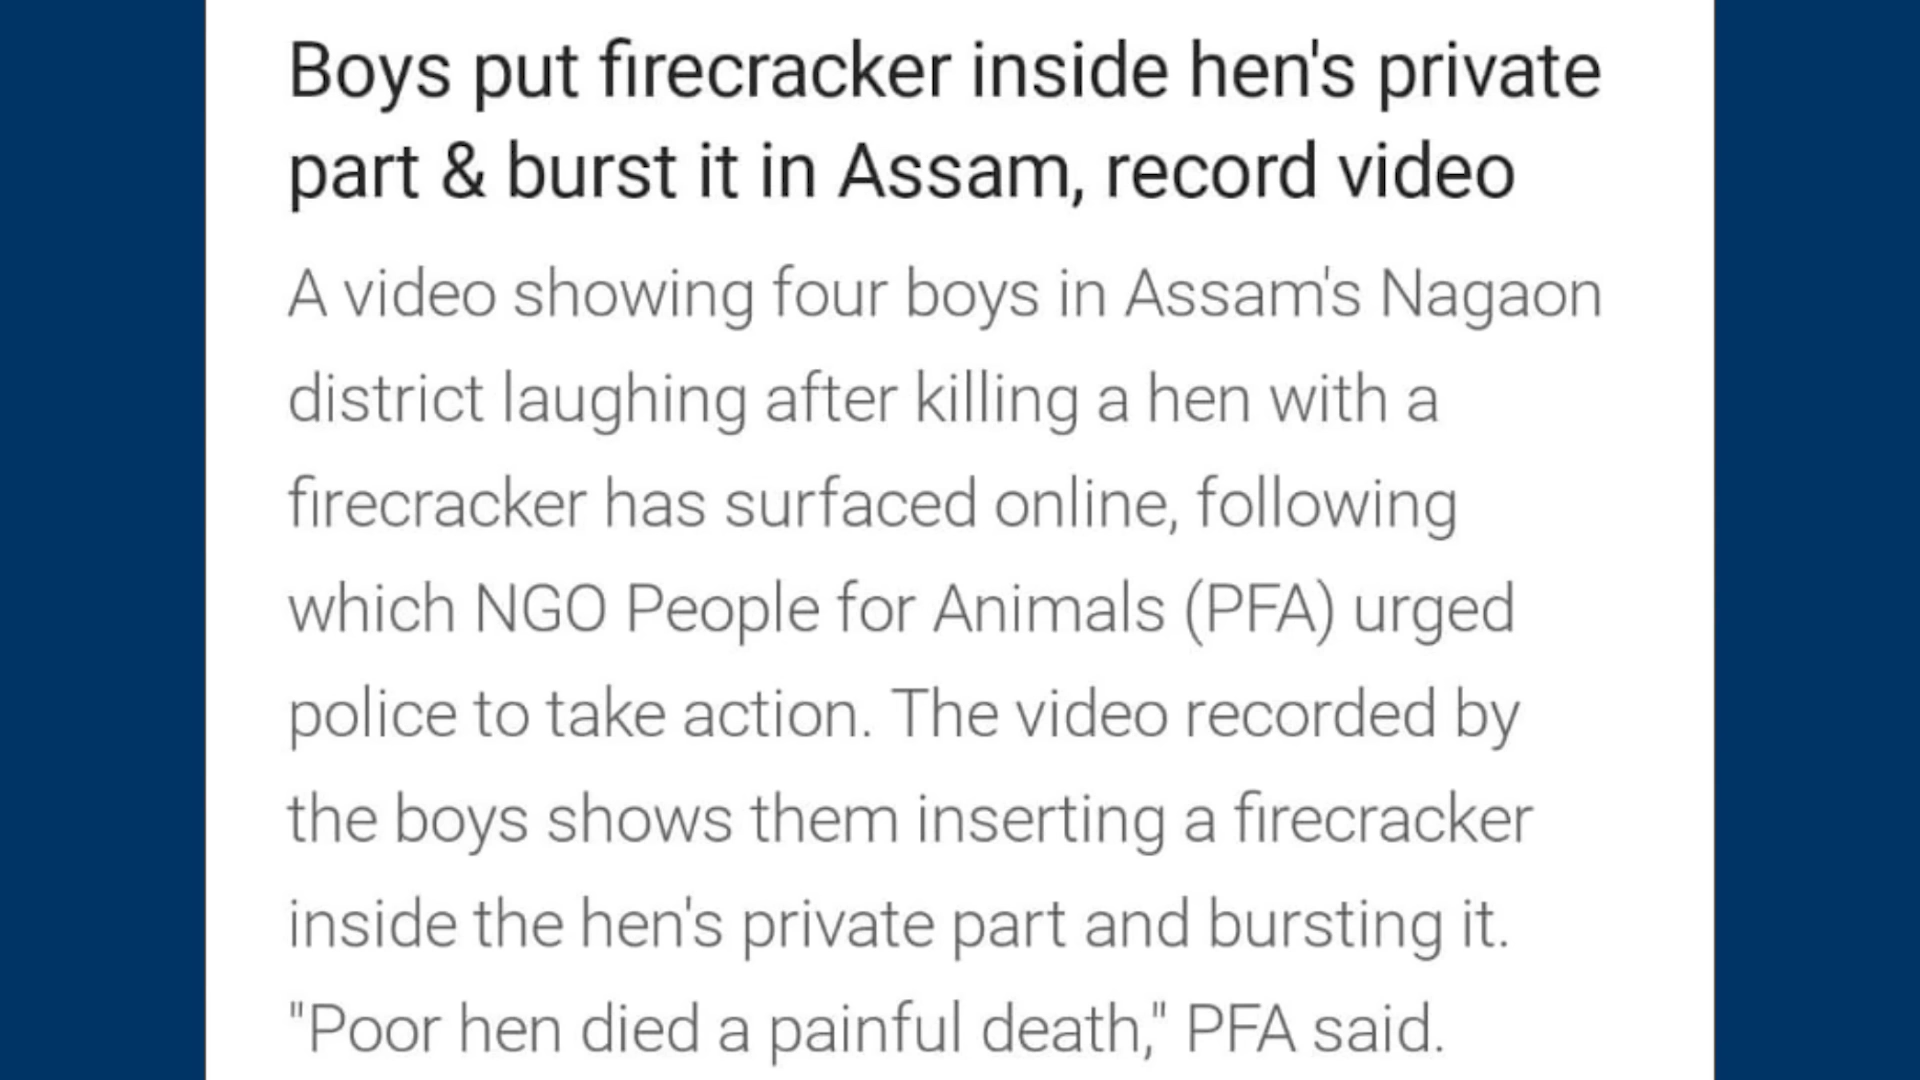 Boys put firecracker inside hen's private
part & burst it in Assam, record video
A video showing four boys in Assam's Nagaon
district laughing after killing a hen with a
firecracker has surfaced online, following
which NGO People for Animals (PFA) urged
police to take action. The video recorded by
the boys shows them inserting a firecracker
inside the hen's private part and bursting it.
"Poor hen died a painful death," PFA said.